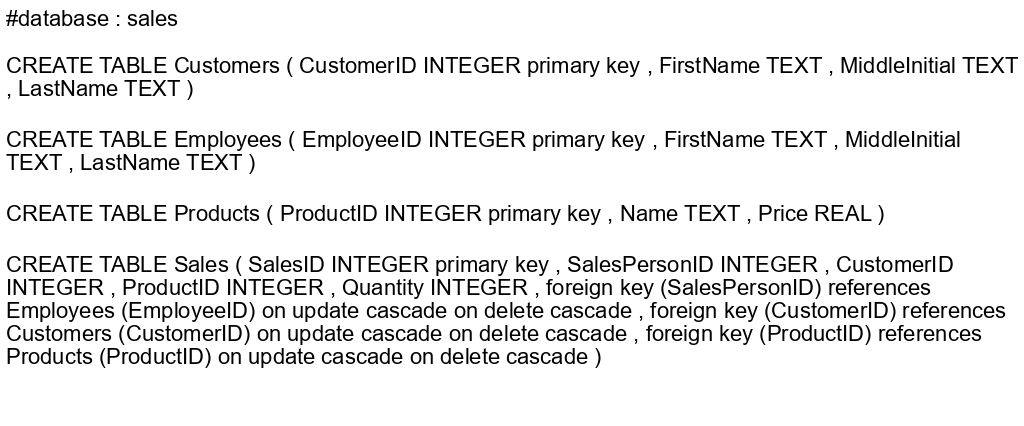 #database : sales
CREATE TABLE Customers ( CustomerID INTEGER primary key , FirstName TEXT , MiddleInitial TEXT
, LastName TEXT )
CREATE TABLE Employees ( EmployeeID INTEGER primary key , FirstName TEXT , MiddleInitial
TEXT , LastName TEXT )
CREATE TABLE Products ( ProductID INTEGER primary key , Name TEXT , Price REAL )
CREATE TABLE Sales ( SalesID INTEGER primary key , SalesPersonID INTEGER , CustomerID
INTEGER , ProductID INTEGER , Quantity INTEGER , foreign key (SalesPersonID) references
Employees (EmployeeID) on update cascade on delete cascade , foreign key (CustomerID) references
Customers (CustomerID) on update cascade on delete cascade , foreign key (ProductID) references
Products (ProductID) on update cascade on delete cascade )